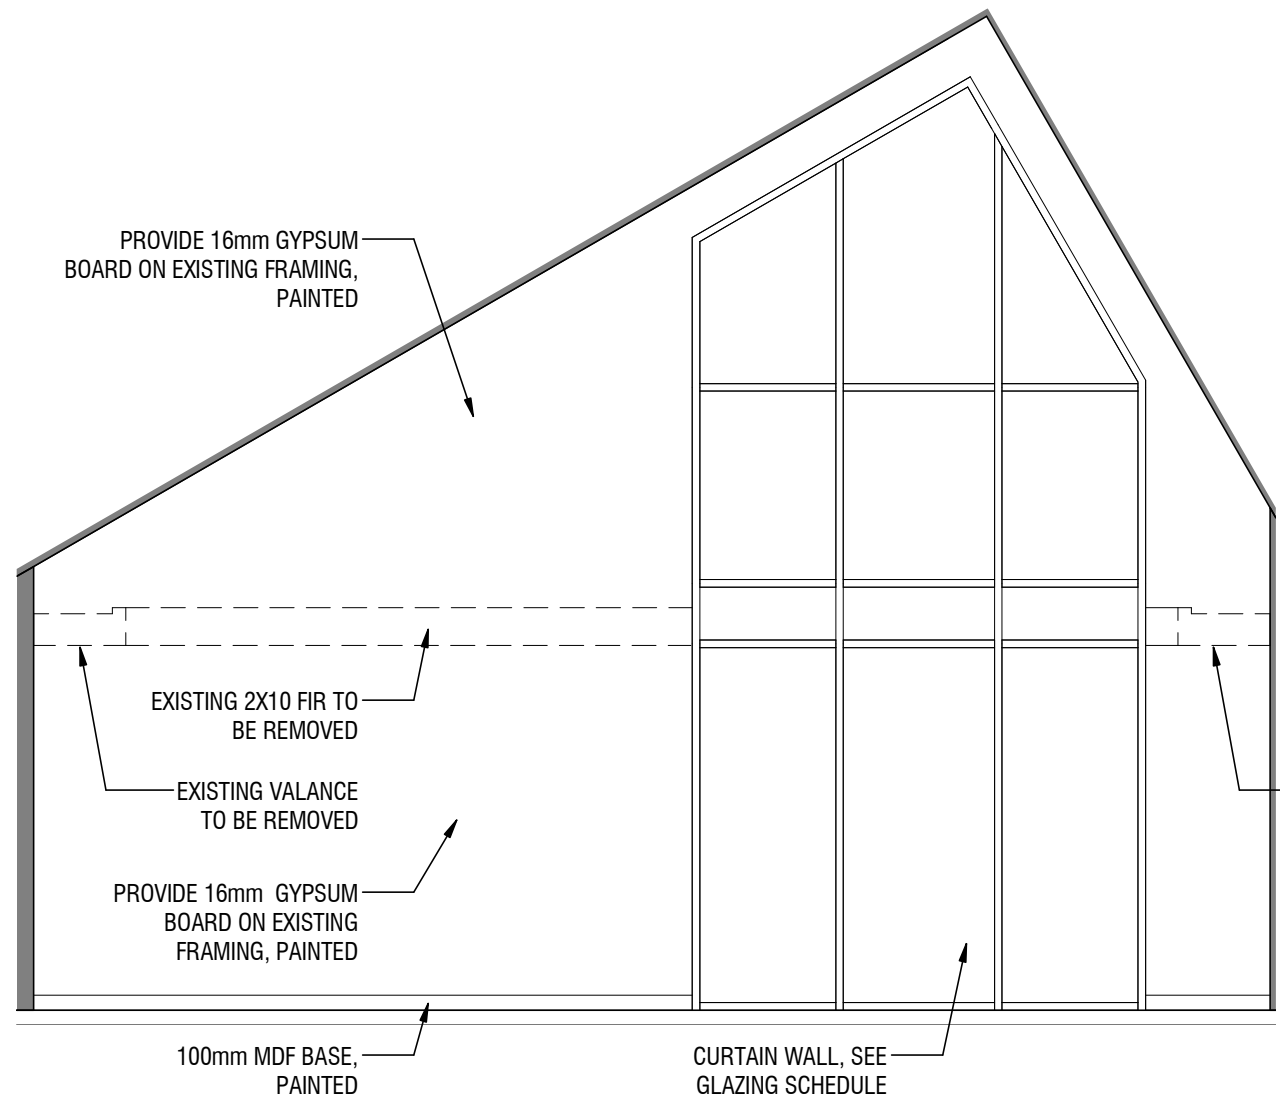 PROVIDE 16mm GYPSUM
BOARD ON EXISTING FRAMING,
PAINTED
EXISTING 2X10 FIR TO
BE REMOVED
EXISTING VALANCE
TO BE REMOVED
PROVIDE 16mm  GYPSUM
BOARD ON EXISTING
FRAMING, PAINTED
100mm MDF BASE,
PAINTED
CURTAIN WALL, SEE
GLAZING SCHEDULE